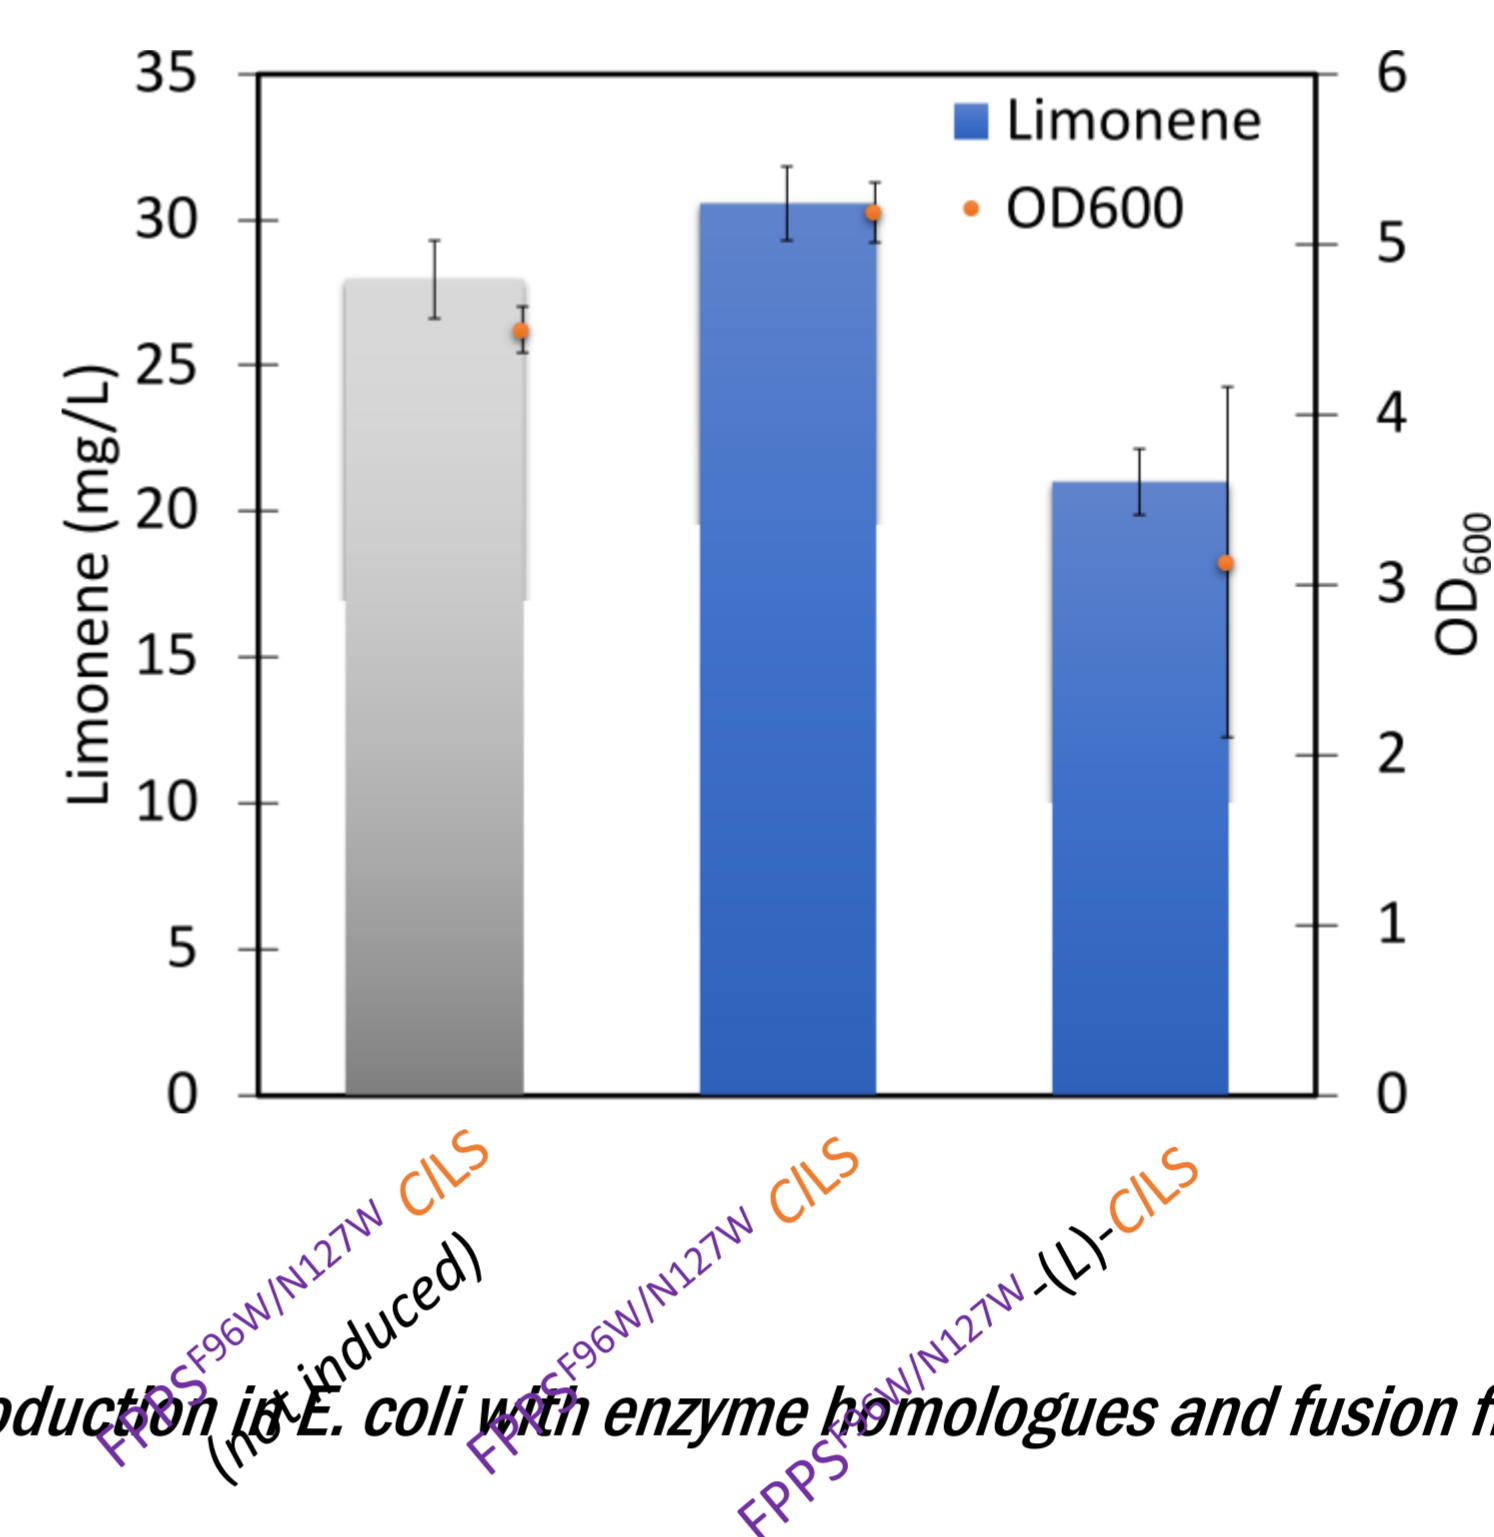 35
30
25
20
15
10
5
0
Limonene (mg/L)
Limonene
OD600
6
5
4
3
2
1
0
OD600
FPPSF96W/N127W ClLS
(not induced)
FPPSF96W/N127W ClLS
FPPSF96W/N127W-(L)-ClLS
oduction in E. coli with enzyme homologues and fusion